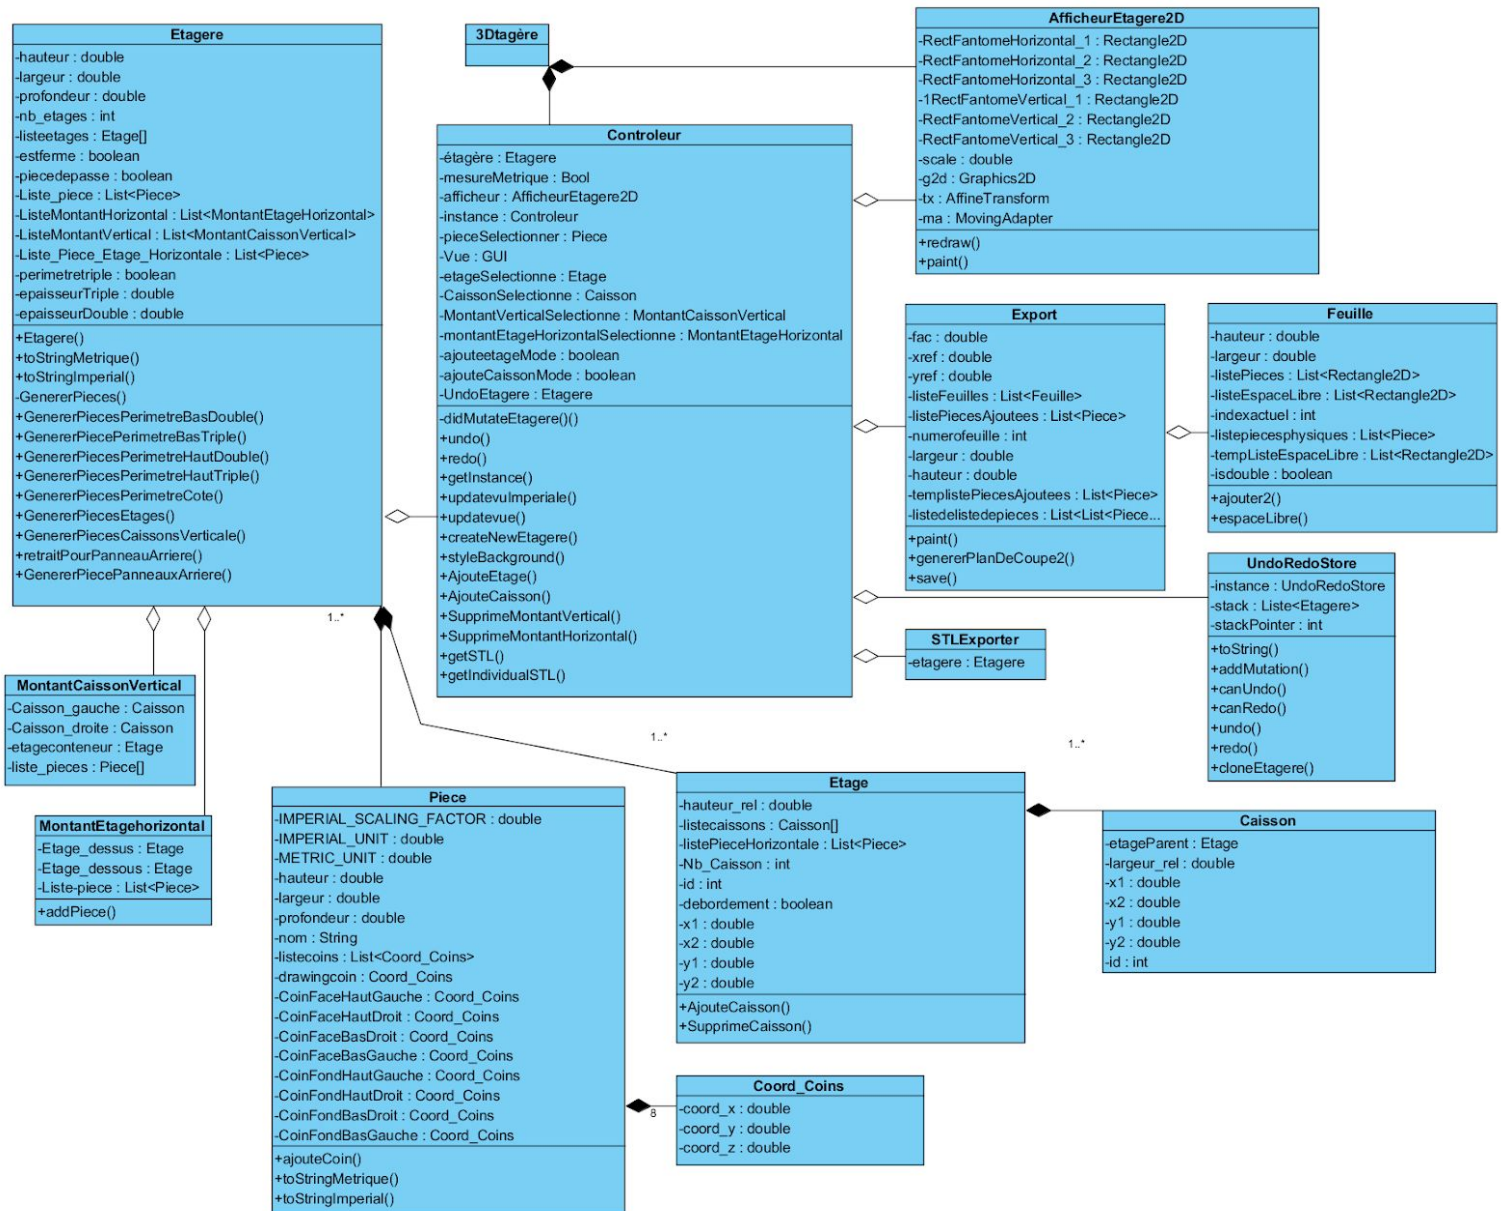 Etagere
-hauteur : double
-largeur : double
-profondeur : double
-nb_etages : int
-listeetages : Etage[]
-estferme : boolean
-piecedepasse : boolean
-Liste_piece : List<Piece>
-ListeMontantHorizontal : List<MontantEtageHorizontal>
-ListeMontantVertical : List<MontantCaissonVertical>
-Liste_Piece_Etage_Horizontale : List<Piece>
-perimetretriple : boolean
-epaisseurTriple : double
-epaisseurDouble : double
+Etagere()
+toStringMetrique()
+toStringImperial()
-GenererPieces()
+GenererPiecesPerimetreBasDouble()
+GenererPiecePerimetreBasTriple()
+GenererPiecesPerimetreHautDouble()
+GenererPiecesPerimetreHautTriple()
+GenererPiecesPerimetreCote()
+GenererPiecesEtages()
+GenererPiecesCaissonsVerticale()
+retraitPourPanneauArriere()
+GenererPiecePanneauxArriere()
3Dtagère
AfficheurEtagere2D
-RectFantomeHorizontal_1 : Rectangle2D
-RectFantomeHorizontal_2 : Rectangle2D
-RectFantomeHorizontal_3 : Rectangle2D
-1RectFantomeVertical_1 : Rectangle2D
-RectFantomeVertical_2 : Rectangle2D
-RectFantomeVertical_3 : Rectangle2D
-scale : double
-g2d : Graphics2D
-tx : AffineTransform
-ma : MovingAdapter
+redraw()
+paint()
Controleur
-étagère : Etagere
-mesureMetrique : Bool
-afficheur : AfficheurEtagere2D
-instance : Controleur
-pieceSelectionner : Piece
-Vue : GUI
-etageSelectionne : Etage
-CaissonSelectionne : Caisson
-MontantVerticalSelectionne : MontantCaissonVertical
-montantEtageHorizontalSelectionne : MontantEtageHorizontal
-ajouteetageMode : boolean
-ajouteCaissonMode : boolean
-UndoEtagere : Etagere
-didMutateEtagere()()
+undo()
+redo()
+getInstance()
+updatevuImperiale()
+updatevue()
+createNewEtagere()
+styleBackground()
+AjouteEtage()
+AjouteCaisson()
+SupprimeMontantVertical()
+SupprimeMontantHorizontal()
+getSTL()
+getIndividualSTL()
Export
-fac : double
-xref : double
-yref : double
-listeFeuilles : List<Feuille>
-listePiecesAjoutees : List<Piece>
-numerofeuille : int
-largeur : double
-hauteur : double
-templistePiecesAjoutees : List<Piece>
-listedelistedepieces : List<List<Piece...
+paint()
+genererPlanDeCoupe2()
+save()
Feuille
-hauteur : double
-largeur : double
-listePieces : List<Rectangle2D>
-listeEspaceLibre : List<Rectangle2D>
-indexactuel : int
-listepiecesphysiques : List<Piece>
-tempListeEspaceLibre : List<Rectangle2D>
-isdouble : boolean
+ajouter2()
+espaceLibre()
UndoRedoStore
-instance : UndoRedoStore
-stack : Liste<Etagere>
-stackPointer : int
+toString()
+addMutation()
+canUndo()
+canRedo()
+undo()
+redo()
+cloneEtagere()
STLExporter
-etagere : Etagere
1..*
1..*
1..*
MontantCaissonVertical
-Caisson_gauche : Caisson
-Caisson_droite : Caisson
-etageconteneur : Etage
-liste_pieces : Piece[]
MontantEtagehorizontal
-Etage_dessus : Etage
-Etage_dessous : Etage
-Liste-piece : List<Piece>
+addPiece()
Piece
-IMPERIAL_SCALING_FACTOR : double
-IMPERIAL_UNIT : double
-METRIC_UNIT : double
-hauteur : double
-largeur : double
-profondeur : double
-nom : String
-listecoins : List<Coord_Coins>
-drawingcoin : Coord_Coins
-CoinFaceHautGauche : Coord_Coins
-CoinFaceHautDroit : Coord_Coins
-CoinFaceBasDroit : Coord_Coins
-CoinFaceBasGauche : Coord_Coins
-CoinFondHautGauche : Coord_Coins
-CoinFondHautDroit : Coord_Coins
-CoinFondBasDroit : Coord_Coins
-CoinFondBasGauche : Coord_Coins
+ajouteCoin()
+toStringMetrique()
+toStringImperial()
Etage
-hauteur_rel : double
-listecaissons : Caisson[]
-listePieceHorizontale : List<Piece>
-Nb_Caisson : int
-id : int
-debordement : boolean
-x1 : double
-x2 : double
-y1 : double
-y2 : double
+AjouteCaisson()
+SupprimeCaisson()
Caisson
-etageParent : Etage
-largeur_rel : double
-x1 : double
-x2 : double
-y1 : double
-y2 : double
-id : int
8
Coord_Coins
-coord_x : double
-coord_y : double
-coord_z : double